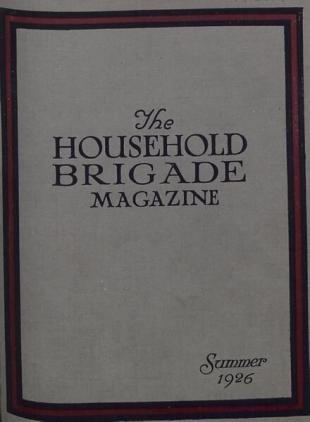 The
HOUSEHOLD
BRIGADE
MAGAZINE
Summer
1926